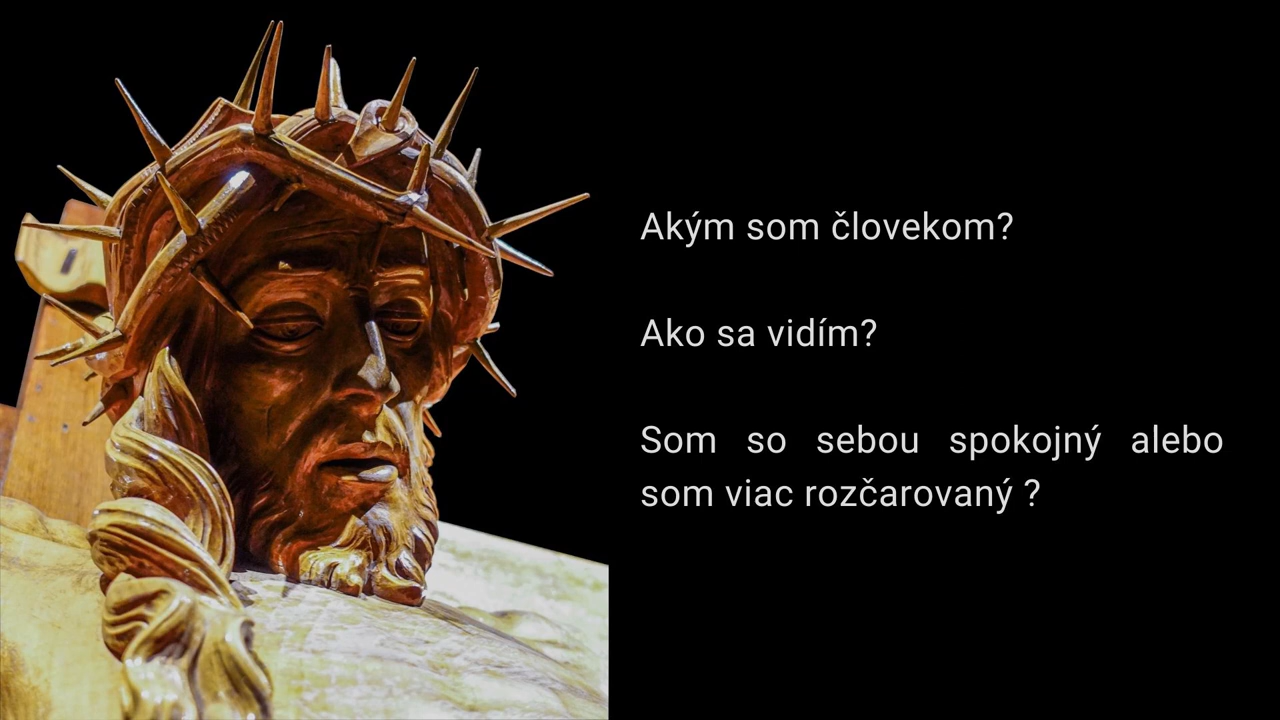 Akým som človekom?
Ako sa vidím?
Som so sebou spokojný alebo
som viac rozčarovaný ?